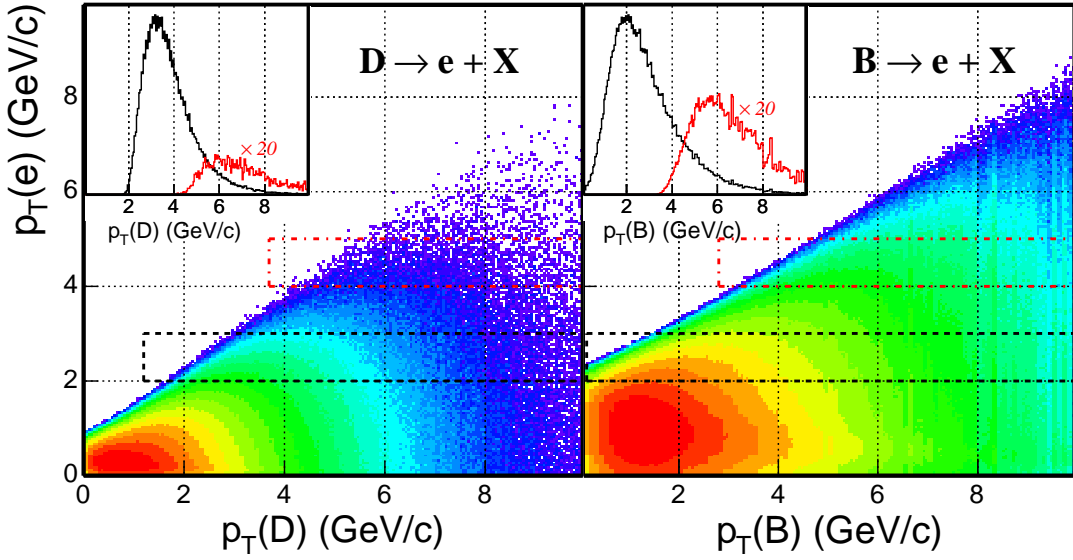 p_T(e) (GeV/c)
8
6
4
2
0
D → e + X
× 20
2 4 6 8
p_T(D) (GeV/c)
0 2 4 6 8
p_T(D) (GeV/c)
B → e + X
× 20
2 4 6 8
p_T(B) (GeV/c)
2 4 6 8
p_T(B) (GeV/c)